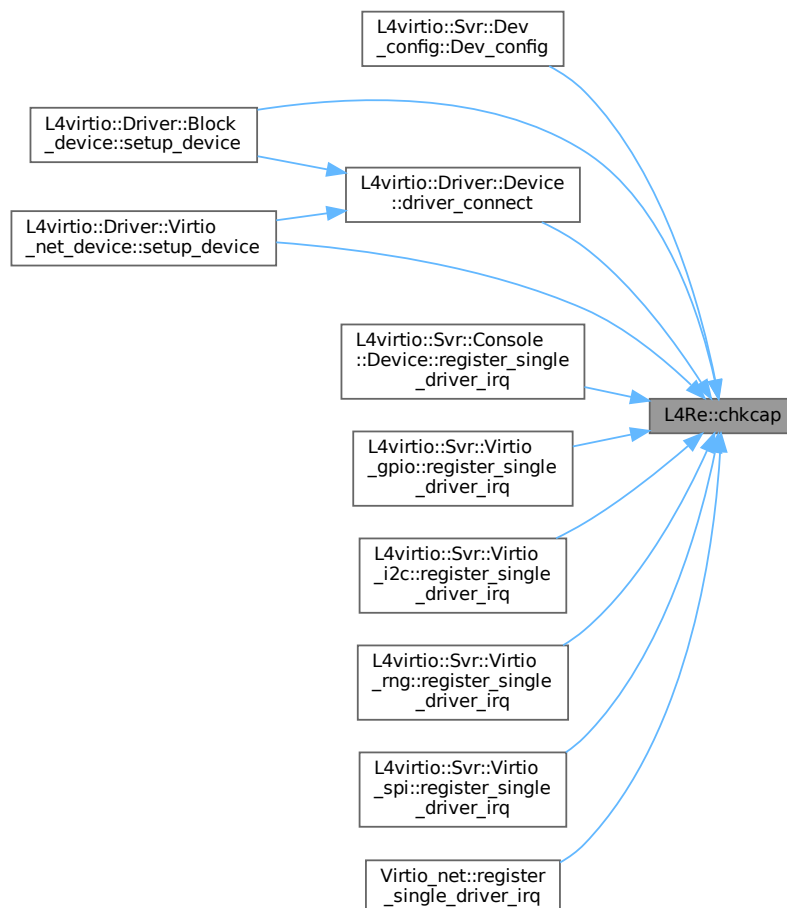 L4virtio::Svr::Dev
_config::Dev_config
L4virtio::Driver::Block
_device::setup_device
L4virtio::Driver::Device
::driver_connect
L4virtio::Driver::Virtio
_net_device::setup_device
L4virtio::Svr::Console
::Device::register_single
_driver_irq
L4Re::chkcap
L4virtio::Svr::Virtio
_gpio::register_single
_driver_irq
L4virtio::Svr::Virtio
_i2c::register_single
_driver_irq
L4virtio::Svr::Virtio
_rng::register_single
_driver_irq
L4virtio::Svr::Virtio
_spi::register_single
_driver_irq
Virtio_net::register
_single_driver_irq